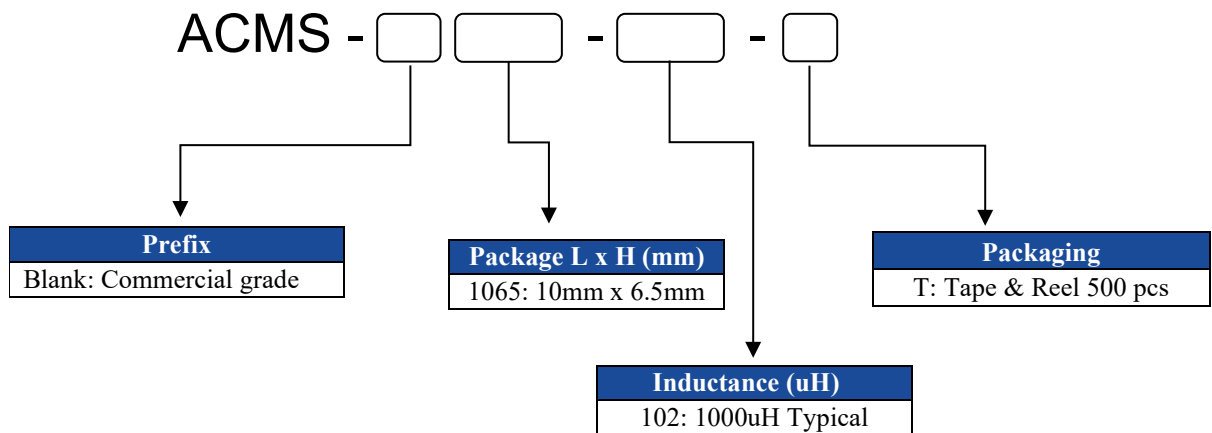 ACMS - - -
Prefix
Blank: Commercial grade
Package L x H (mm)
1065: 10mm x 6.5mm
Packaging
T: Tape & Reel 500 pcs
Inductance (uH)
102: 1000uH Typical